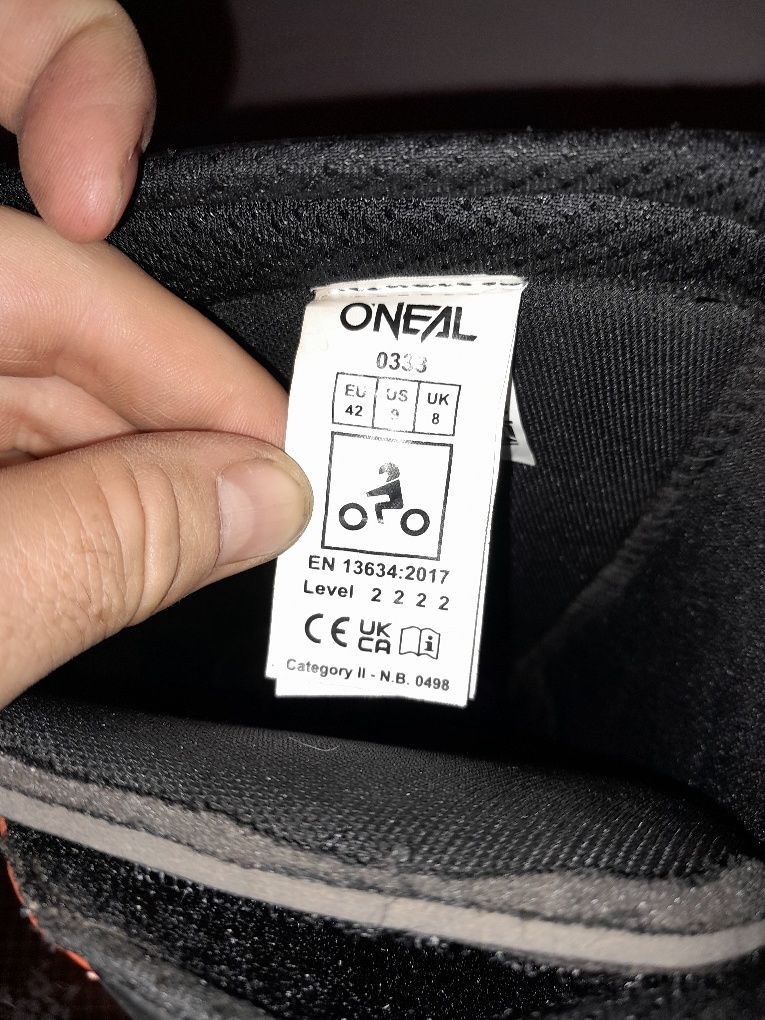 O'NEAL
0333
EU US UK
42 9 8
EN 13634:2017
Level 2 2 2 2
CE UK CA i
Category II - N.B. 0498